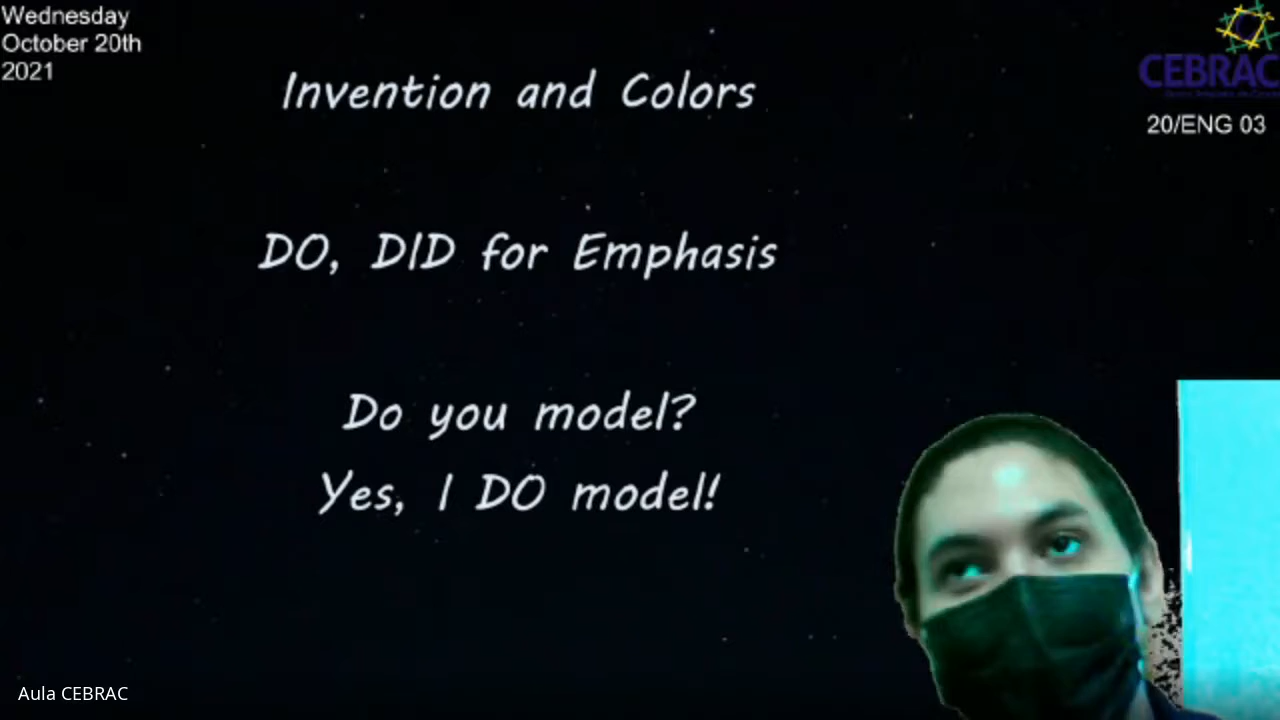 Wednesday
October 20th
2021
CEBRAC
20/ENG 03
Invention and Colors
DO, DID for Emphasis
Do you model?
Yes, I DO model!
Aula CEBRAC